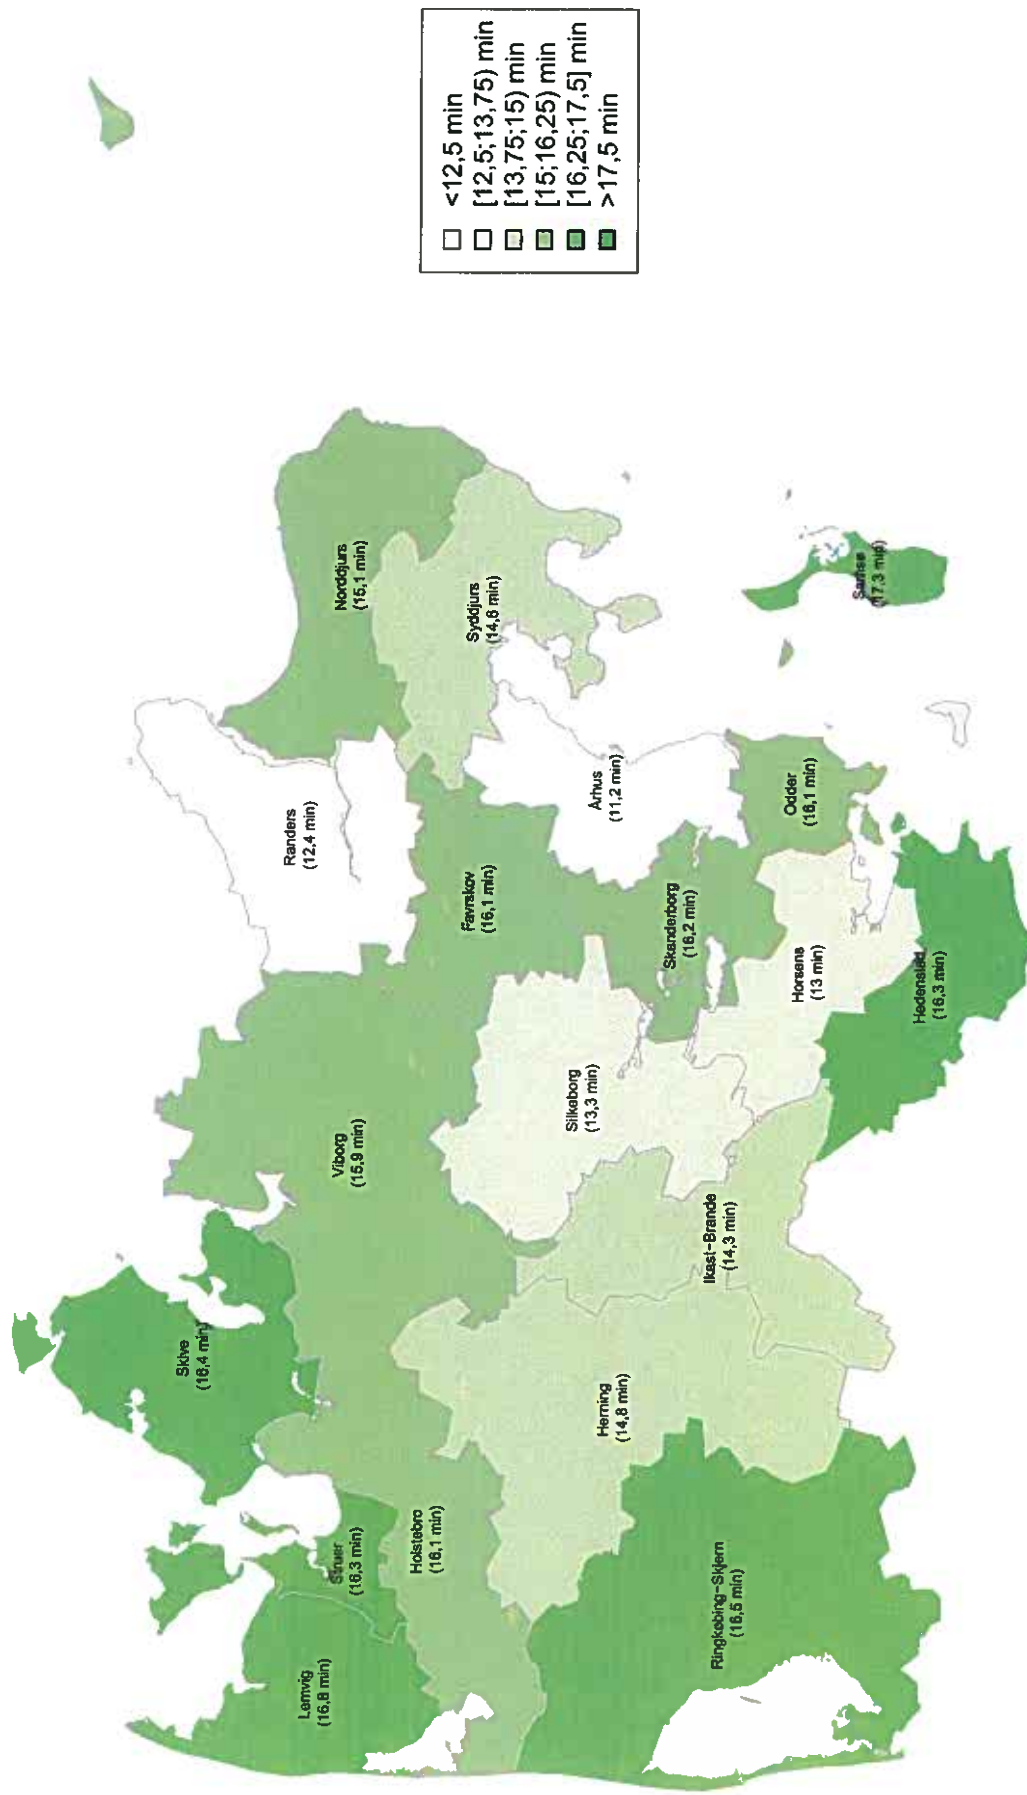 Lemvig
(16,8 min)
Struer
(16,3 min)
Holstebro
(16,1 min)
Skive
(16,4 min)
Viborg
(15,9 min)
Ringkøbing-Skjern
(16,5 min)
Herning
(14,8 min)
Ikast-Brande
(14,3 min)
Silkeborg
(13,3 min)
Randers
(12,4 min)
Favrskov
(16,1 min)
Norddjurs
(15,1 min)
Syddjurs
(14,8 min)
Århus
(11,2 min)
Skanderborg
(16,2 min)
Odder
(16,1 min)
Horsens
(13 min)
Hedensted
(16,3 min)
Samsø
(17,3 min)
<12,5 min
[12,5;13,75) min
[13,75;15) min
[15;16,25) min
[16,25;17,5] min
>17,5 min